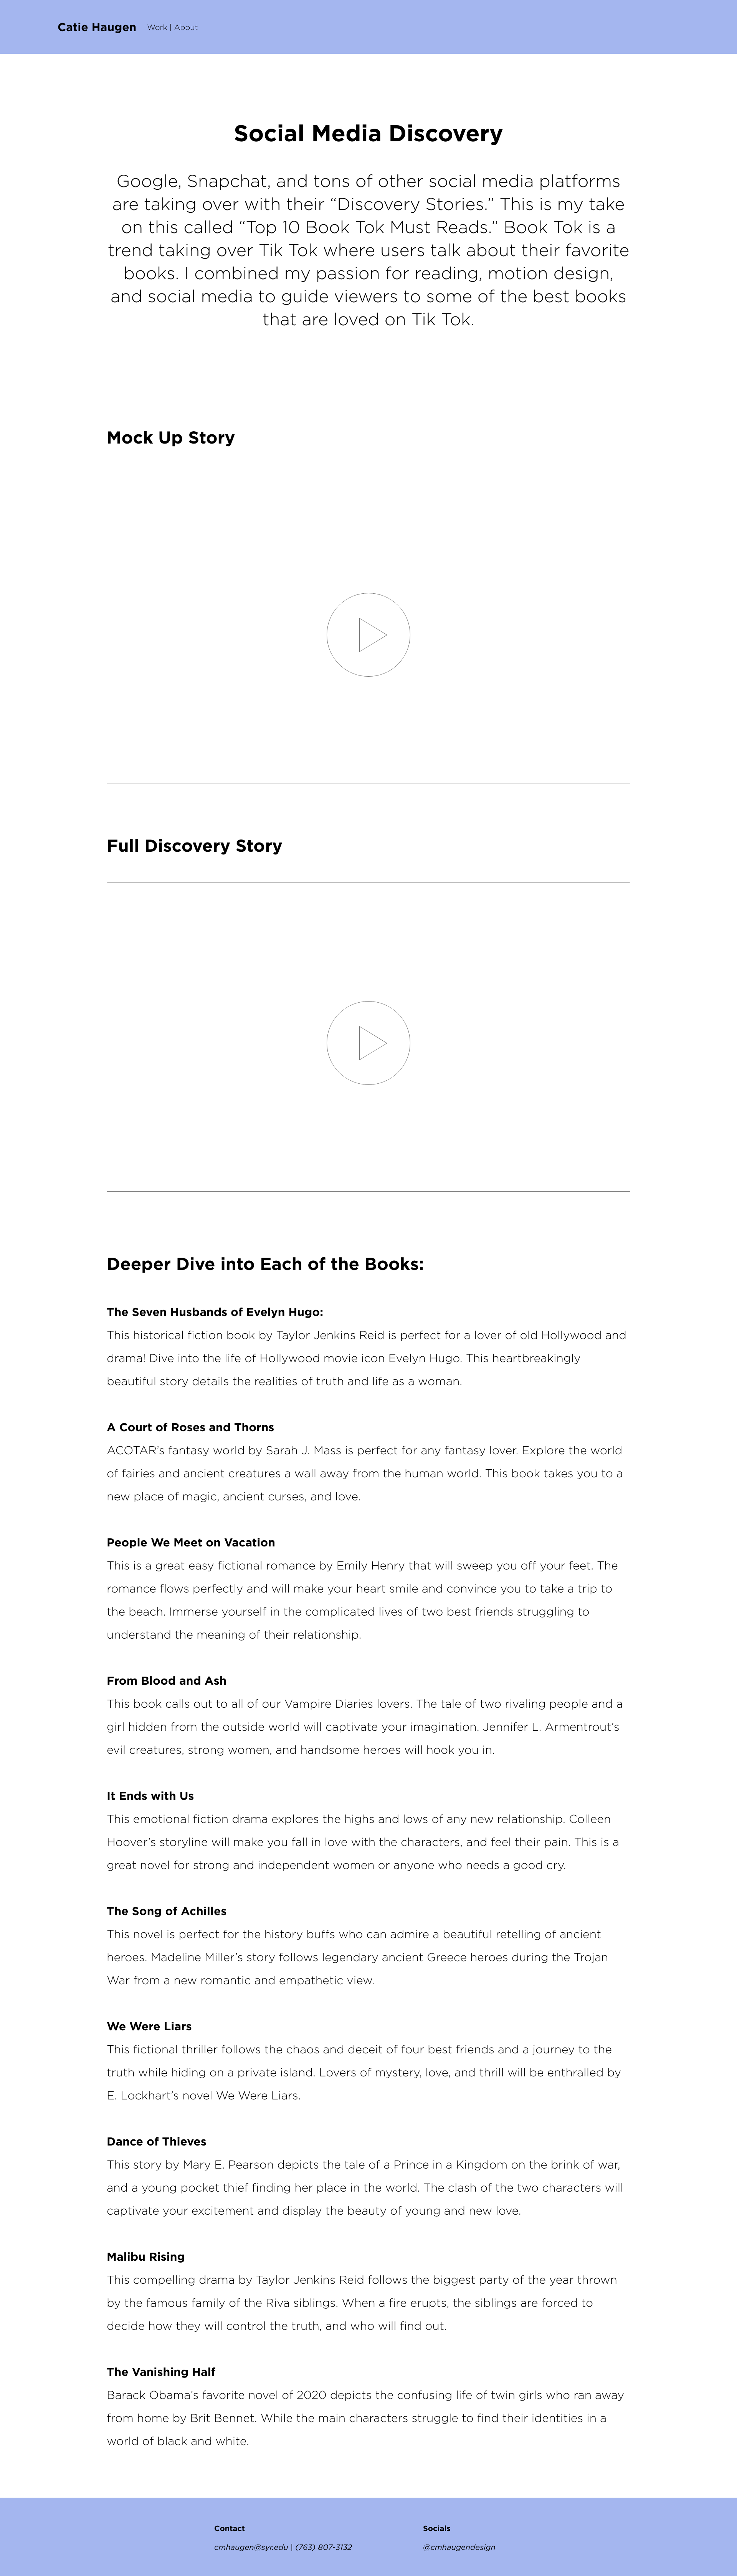 Catie Haugen Work | About
Social Media Discovery
Google, Snapchat, and tons of other social media platforms
are taking over with their “Discovery Stories.” This is my take
on this called “Top 10 Book Tok Must Reads.” Book Tok is a
trend taking over Tik Tok where users talk about their favorite
books. I combined my passion for reading, motion design,
and social media to guide viewers to some of the best books
that are loved on Tik Tok.
Mock Up Story
Full Discovery Story
Deeper Dive into Each of the Books:
The Seven Husbands of Evelyn Hugo:
This historical fiction book by Taylor Jenkins Reid is perfect for a lover of old Hollywood and
drama! Dive into the life of Hollywood movie icon Evelyn Hugo. This heartbreakingly
beautiful story details the realities of truth and life as a woman.
A Court of Roses and Thorns
ACOTAR’s fantasy world by Sarah J. Mass is perfect for any fantasy lover. Explore the world
of fairies and ancient creatures a wall away from the human world. This book takes you to a
new place of magic, ancient curses, and love.
People We Meet on Vacation
This is a great easy fictional romance by Emily Henry that will sweep you off your feet. The
romance flows perfectly and will make your heart smile and convince you to take a trip to
the beach. Immerse yourself in the complicated lives of two best friends struggling to
understand the meaning of their relationship.
From Blood and Ash
This book calls out to all of our Vampire Diaries lovers. The tale of two rivaling people and a
girl hidden from the outside world will captivate your imagination. Jennifer L. Armentrout’s
evil creatures, strong women, and handsome heroes will hook you in.
It Ends with Us
This emotional fiction drama explores the highs and lows of any new relationship. Colleen
Hoover’s storyline will make you fall in love with the characters, and feel their pain. This is a
great novel for strong and independent women or anyone who needs a good cry.
The Song of Achilles
This novel is perfect for the history buffs who can admire a beautiful retelling of ancient
heroes. Madeline Miller’s story follows legendary ancient Greece heroes during the Trojan
War from a new romantic and empathetic view.
We Were Liars
This fictional thriller follows the chaos and deceit of four best friends and a journey to the
truth while hiding on a private island. Lovers of mystery, love, and thrill will be enthralled by
E. Lockhart’s novel We Were Liars.
Dance of Thieves
This story by Mary E. Pearson depicts the tale of a Prince in a Kingdom on the brink of war,
and a young pocket thief finding her place in the world. The clash of the two characters will
captivate your excitement and display the beauty of young and new love.
Malibu Rising
This compelling drama by Taylor Jenkins Reid follows the biggest party of the year thrown
by the famous family of the Riva siblings. When a fire erupts, the siblings are forced to
decide how they will control the truth, and who will find out.
The Vanishing Half
Barack Obama’s favorite novel of 2020 depicts the confusing life of twin girls who ran away
from home by Brit Bennet. While the main characters struggle to find their identities in a
world of black and white.
Contact
cmhaugen@syr.edu | (763) 807-3132
Socials
@cmhaugendesign